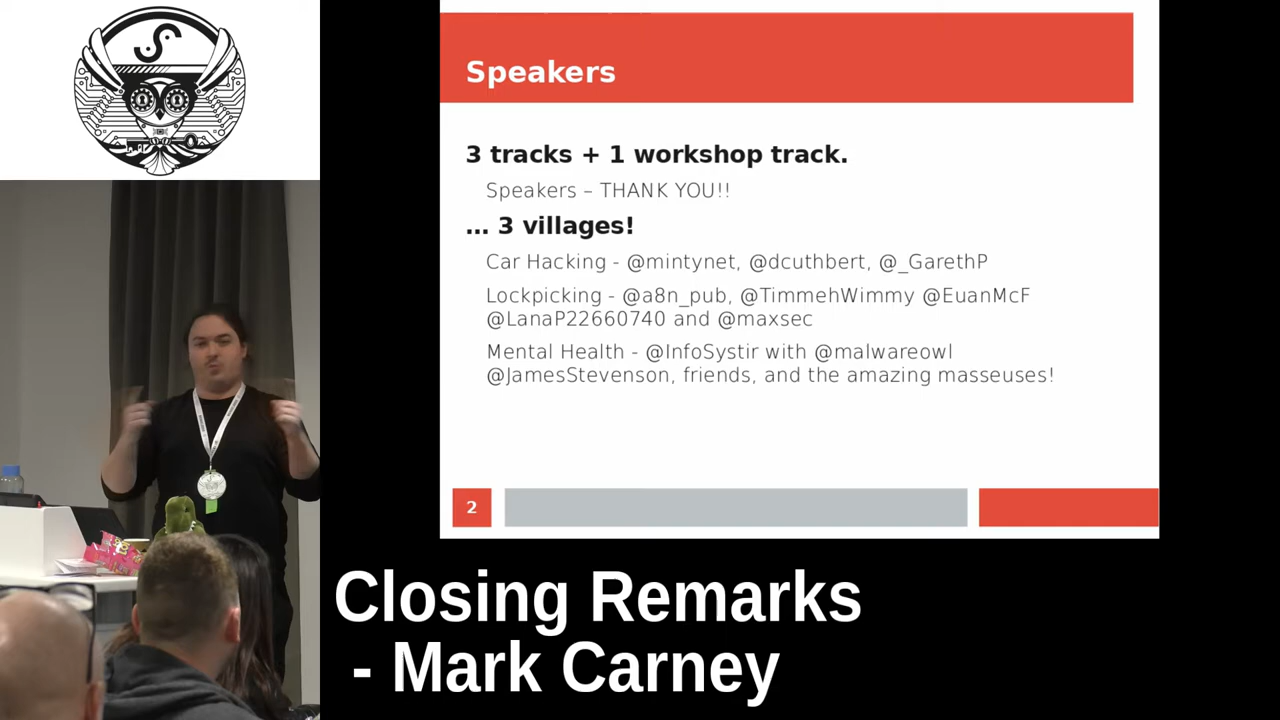 Speakers
3 tracks + 1 workshop track.
Speakers – THANK YOU!!
... 3 villages!
Car Hacking - @mintynet, @dcuthbert, @_GarethP
Lockpicking - @a8n_pub, @TimmehWimmy @EuanMcF
@LanaP22660740 and @maxsec
Mental Health - @InfoSystir with @malwareowl
@JamesStevenson, friends, and the amazing masseuses!
2
Closing Remarks
- Mark Carney